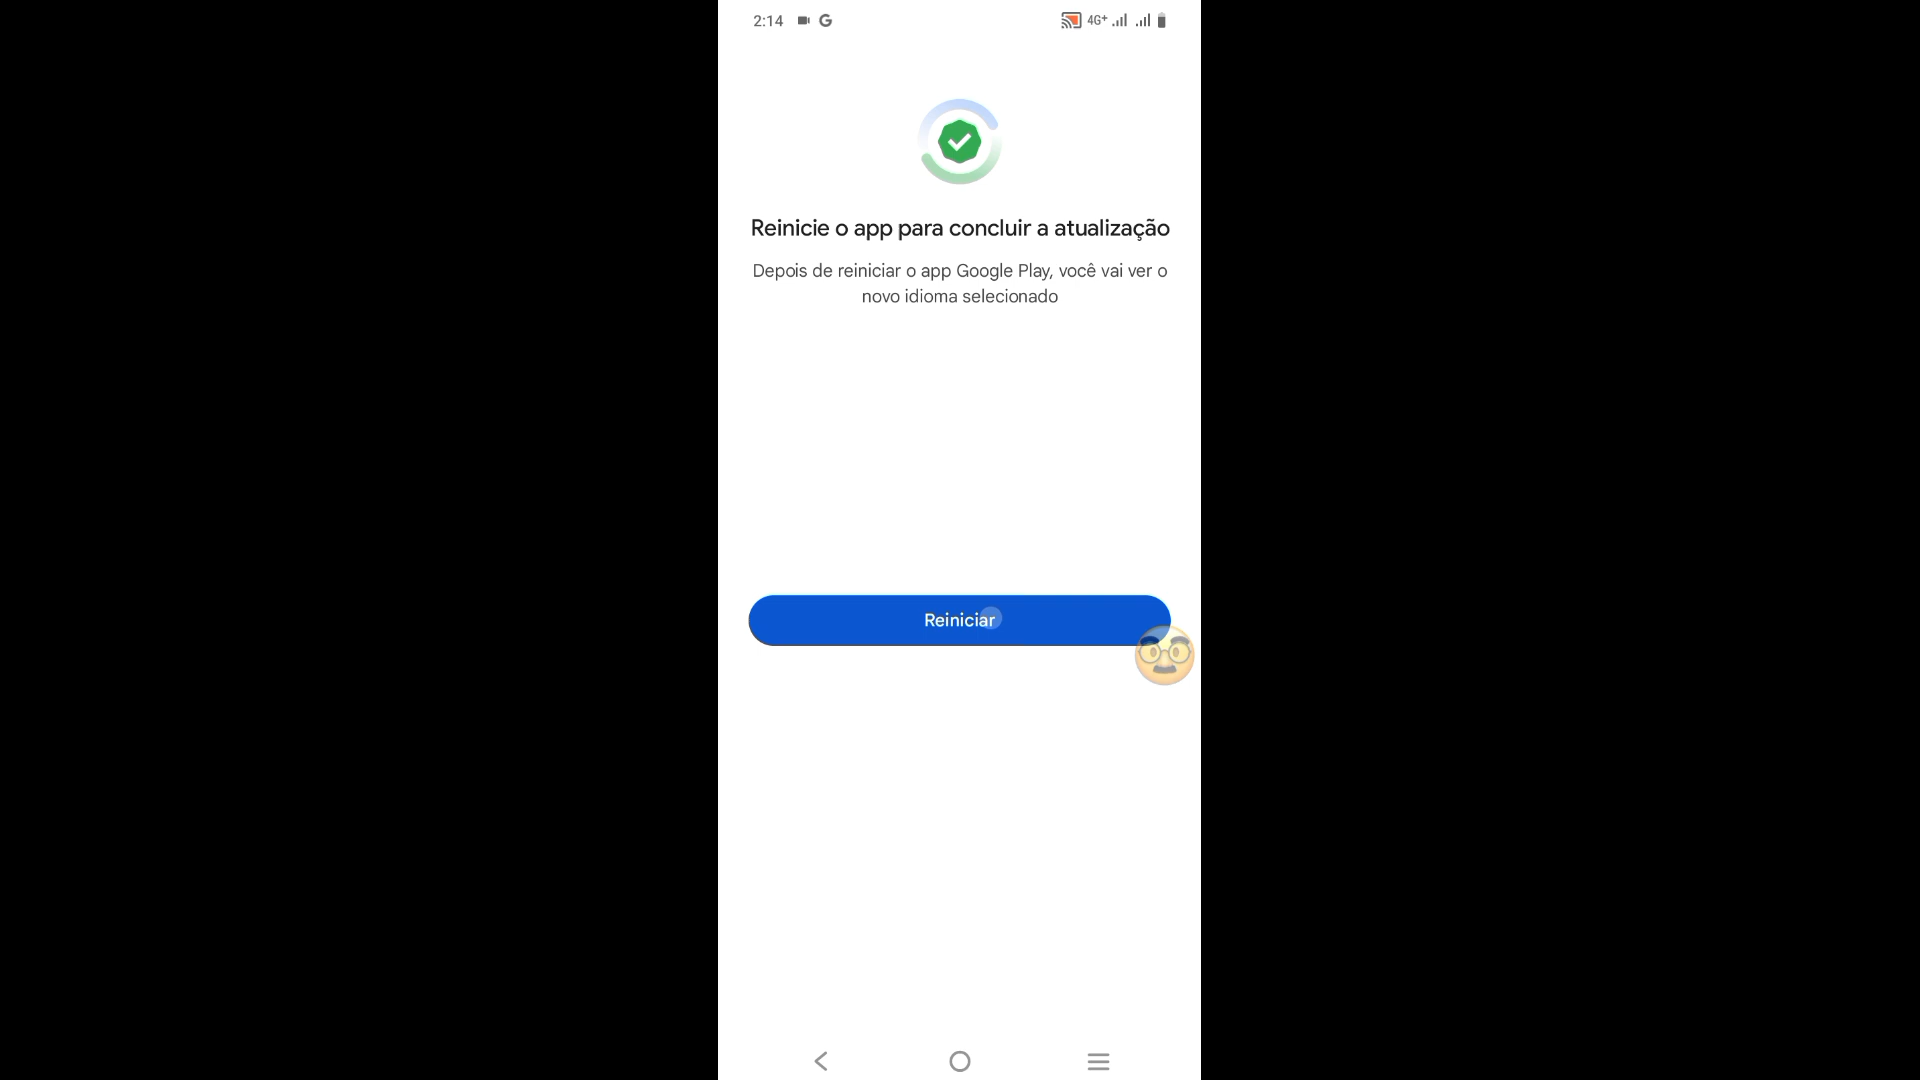 2:14 G 4G+
Reinicie o app para concluir a atualização
Depois de reiniciar o app Google Play, você vai ver o
novo idioma selecionado
Reiniciar